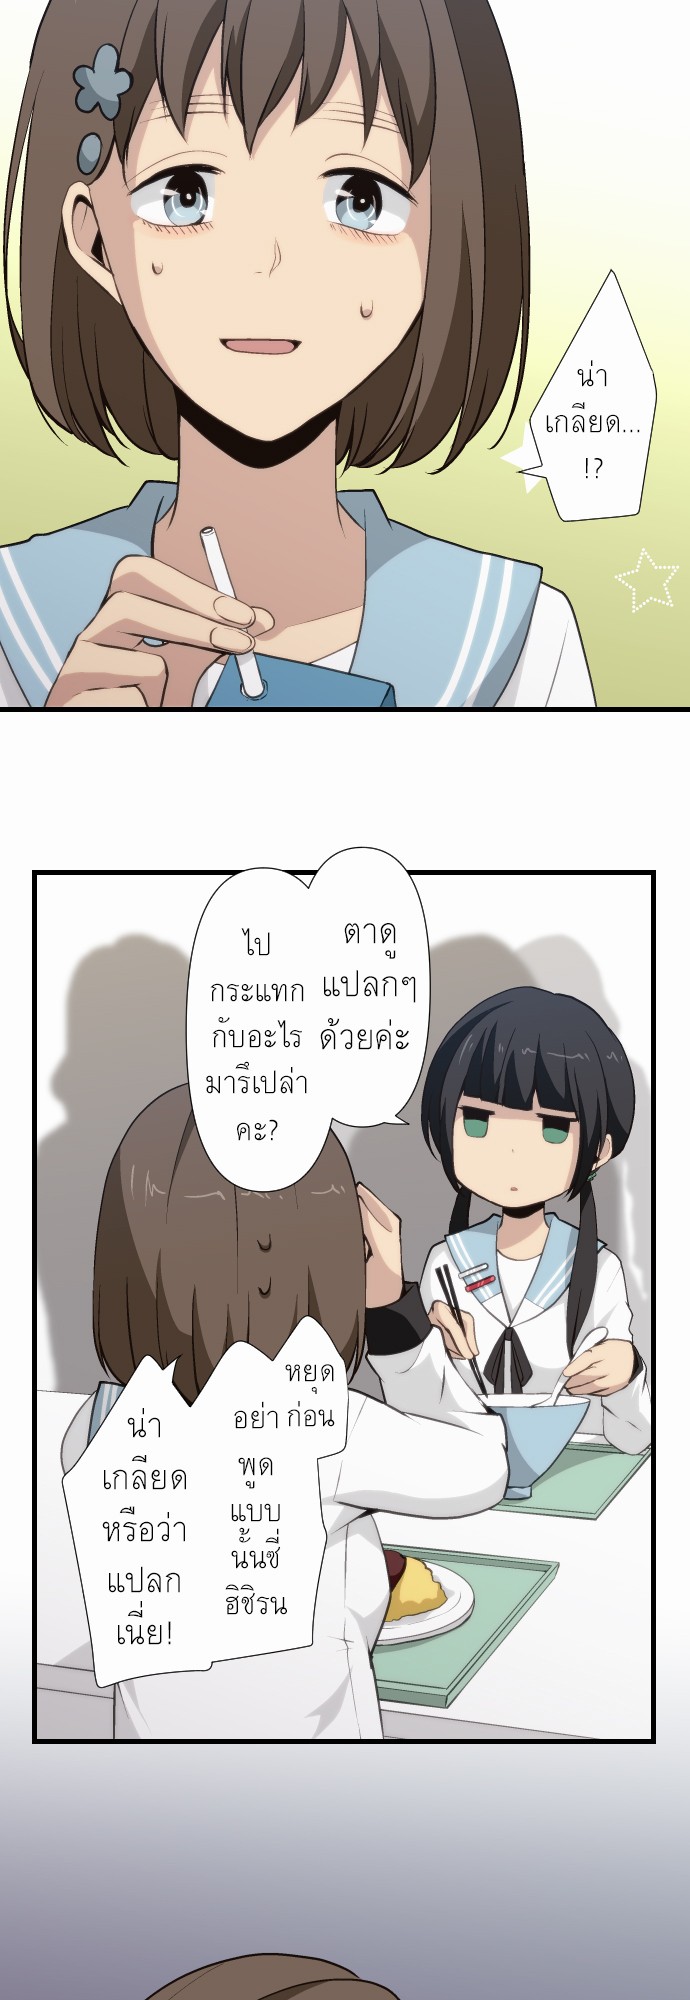 น่า
เกลียด...
!?
ตาดู
แปลกๆ
ด้วยค่ะ
ไป
กระแทก
กับอะไร
มารึเปล่า
คะ?
หยุด
ก่อน
อย่า
พูด
แบบ
นั้นซี่
ฮิชิรน
น่า
เกลียด
หรือว่า
แปลก
เนี่ย!